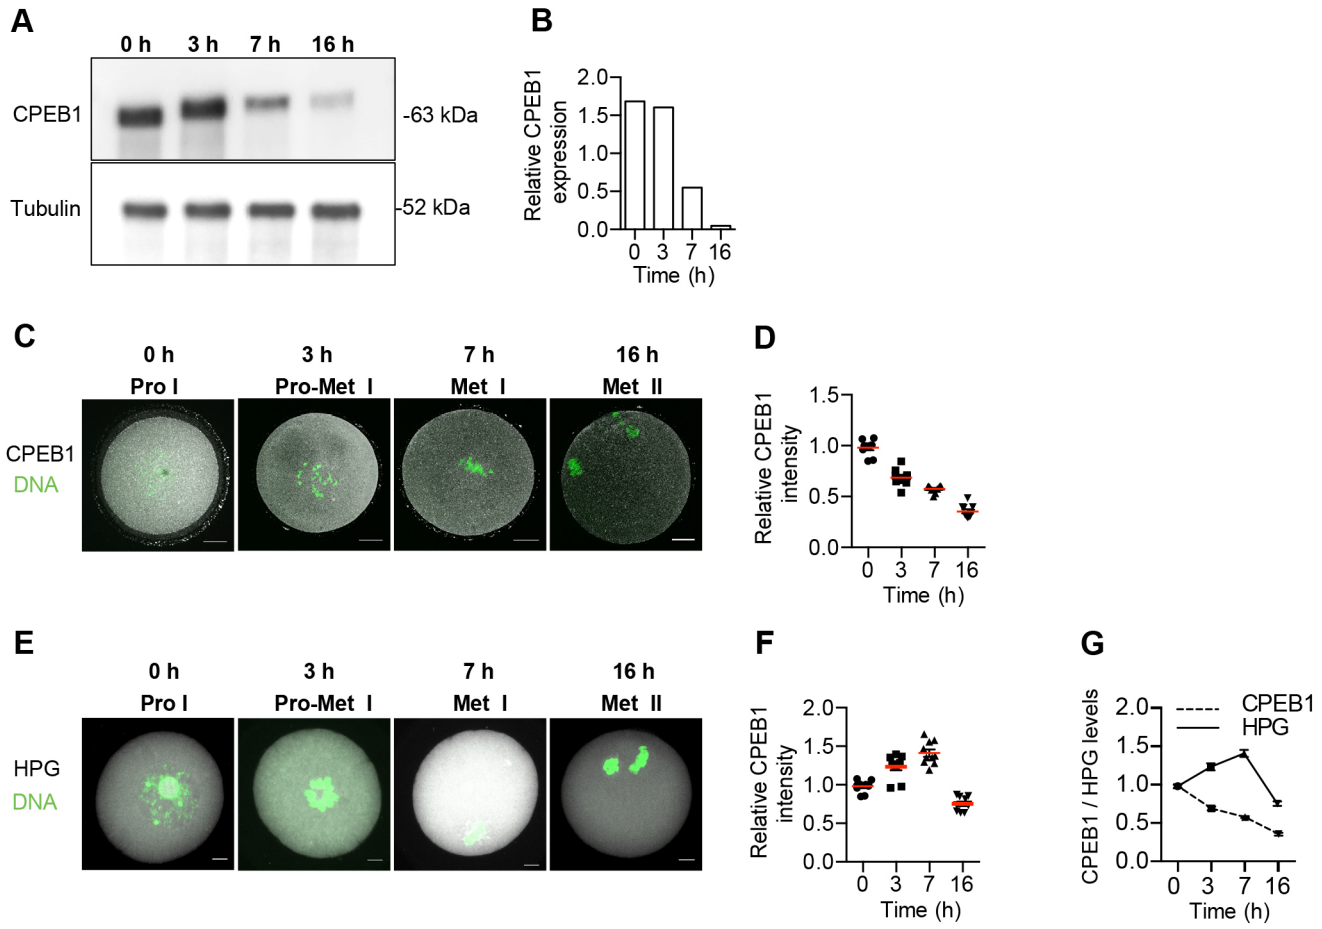 A
0 h 3 h 7 h 16 h
CPEB1
-63 kDa
Tubulin
-52 kDa
B
Relative CPEB1
expression
2.0
1.5
1.0
0.5
0.0
0 3 7 16
Time (h)
C
0 h 3 h 7 h 16 h
Pro I Pro-Met I Met I Met II
CPEB1
DNA
D
Relative CPEB1
intensity
1.5
1.0
0.5
0.0
0 3 7 16
Time (h)
E
0 h 3 h 7 h 16 h
Pro I Pro-Met I Met I Met II
HPG
DNA
F
Relative CPEB1
intensity
2.0
1.5
1.0
0.5
0.0
0 3 7 16
Time (h)
G
CPEB1 / HPG levels
2.0
1.5
1.0
0.5
0.0
CPEB1
HPG
0 3 7 16
Time (h)